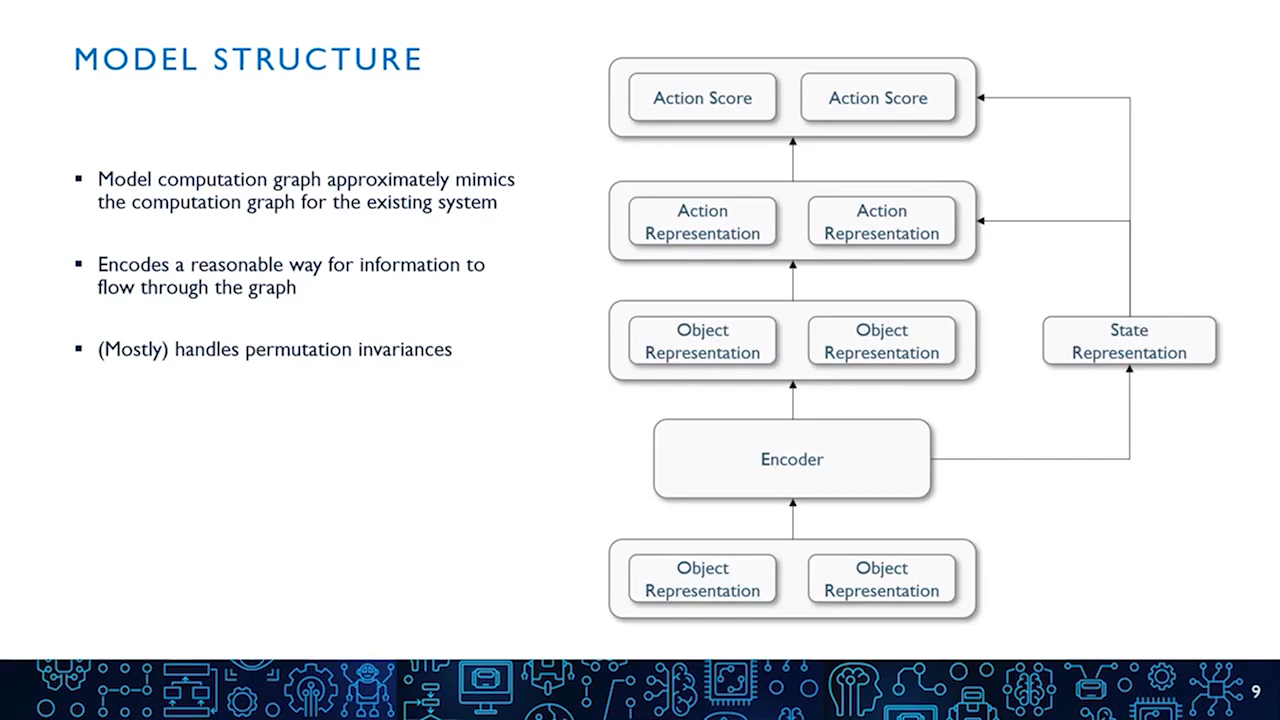 MODEL STRUCTURE
▪ Model computation graph approximately mimics
the computation graph for the existing system
▪ Encodes a reasonable way for information to
flow through the graph
▪ (Mostly) handles permutation invariances
Action Score
Action Score
Action
Representation
Action
Representation
Object
Representation
Object
Representation
State
Representation
Encoder
Object
Representation
Object
Representation
9